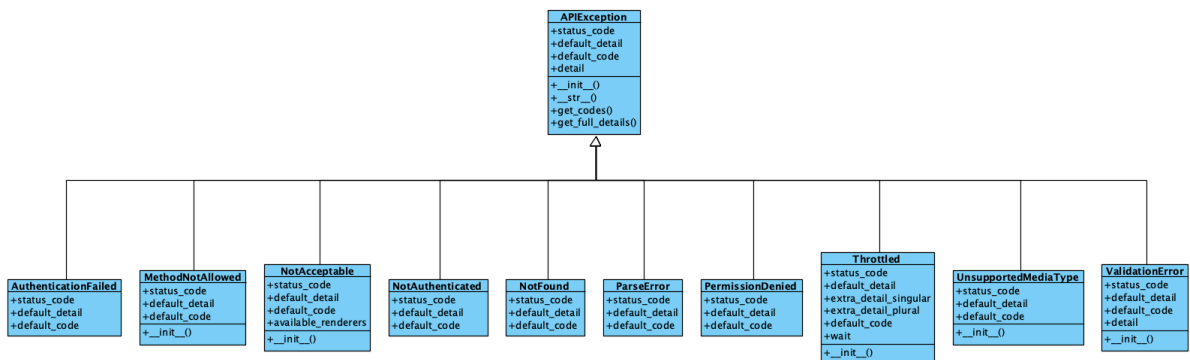 APIException
+status_code
+default_detail
+default_code
+detail
+__init__()
+__str__()
+get_codes()
+get_full_details()
AuthenticationFailed
+status_code
+default_detail
+default_code
MethodNotAllowed
+status_code
+default_detail
+default_code
+__init__()
NotAcceptable
+status_code
+default_detail
+default_code
+available_renderers
+__init__()
NotAuthenticated
+status_code
+default_detail
+default_code
NotFound
+status_code
+default_detail
+default_code
ParseError
+status_code
+default_detail
+default_code
PermissionDenied
+status_code
+default_detail
+default_code
Throttled
+status_code
+default_detail
+extra_detail_singular
+extra_detail_plural
+default_code
+wait
+__init__()
UnsupportedMediaType
+status_code
+default_detail
+default_code
+__init__()
ValidationError
+status_code
+default_detail
+default_code
+detail
+__init__()